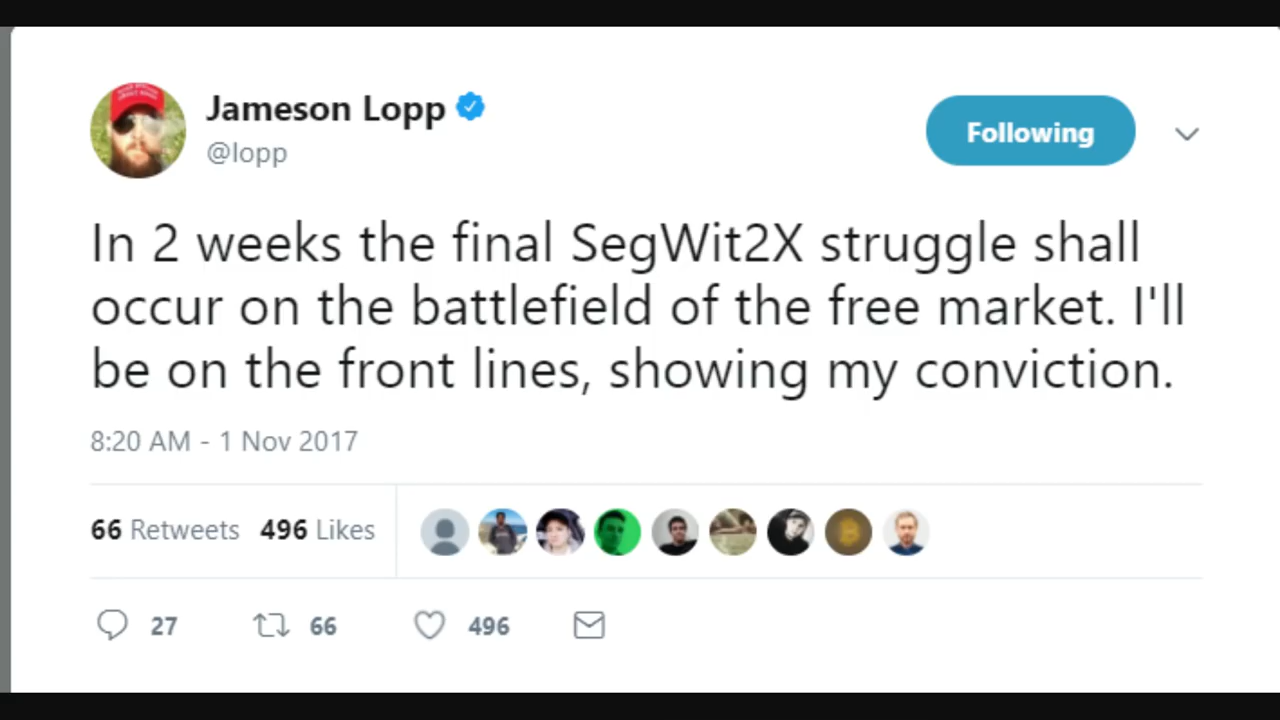 Jameson Lopp
@lopp
Following
In 2 weeks the final SegWit2X struggle shall
occur on the battlefield of the free market. I'll
be on the front lines, showing my conviction.
8:20 AM - 1 Nov 2017
66 Retweets 496 Likes
27 66 496